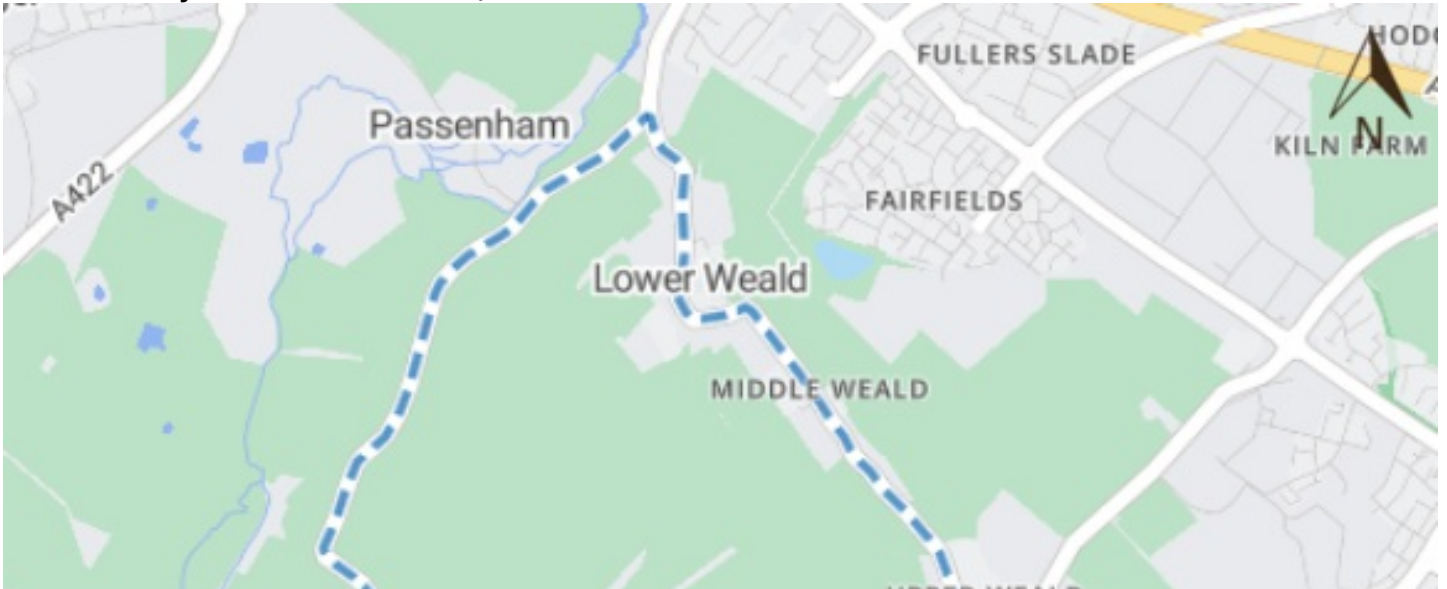 FULLERS SLADE
Passenham
N
KILN FARM
A422
FAIRFIELDS
Lower Weald
MIDDLE WEALD